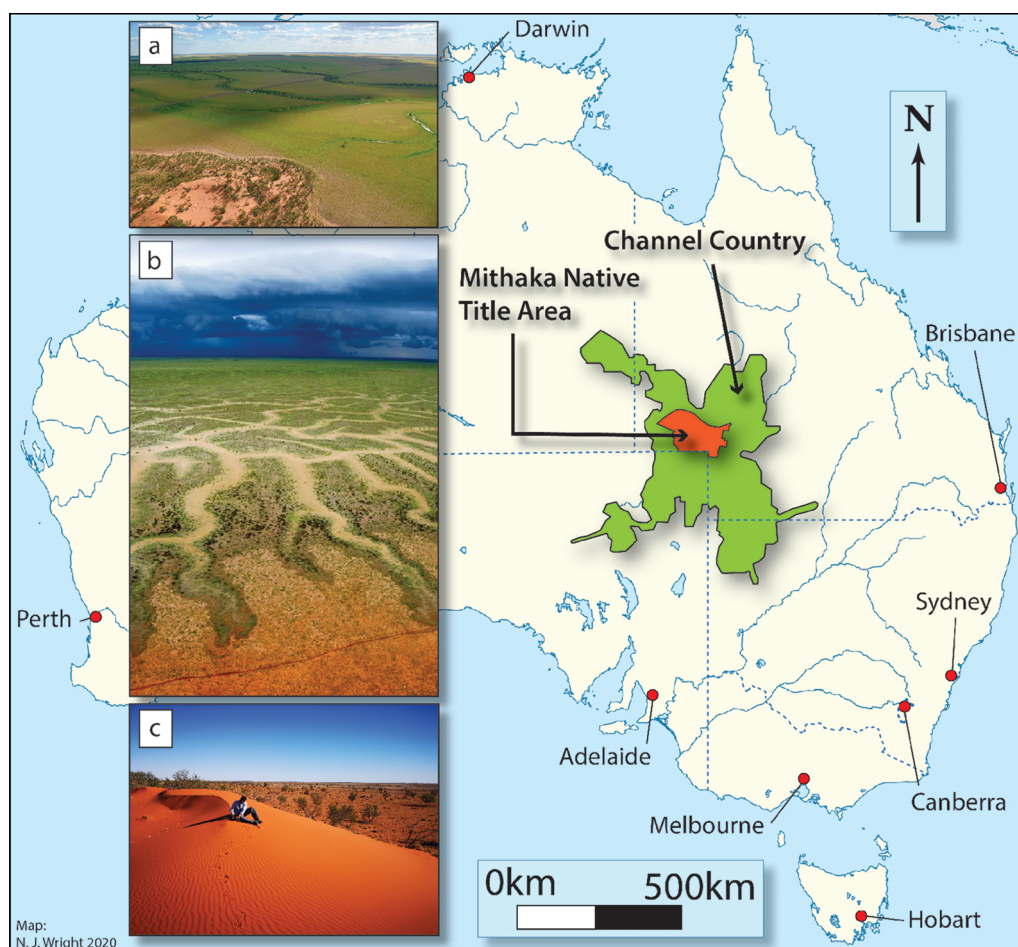 a
Darwin
N
b
Channel Country
Mithaka Native
Title Area
Brisbane
Sydney
Perth
c
Adelaide
Canberra
Melbourne
0km 500km
Hobart
Map:
N. J. Wright 2020